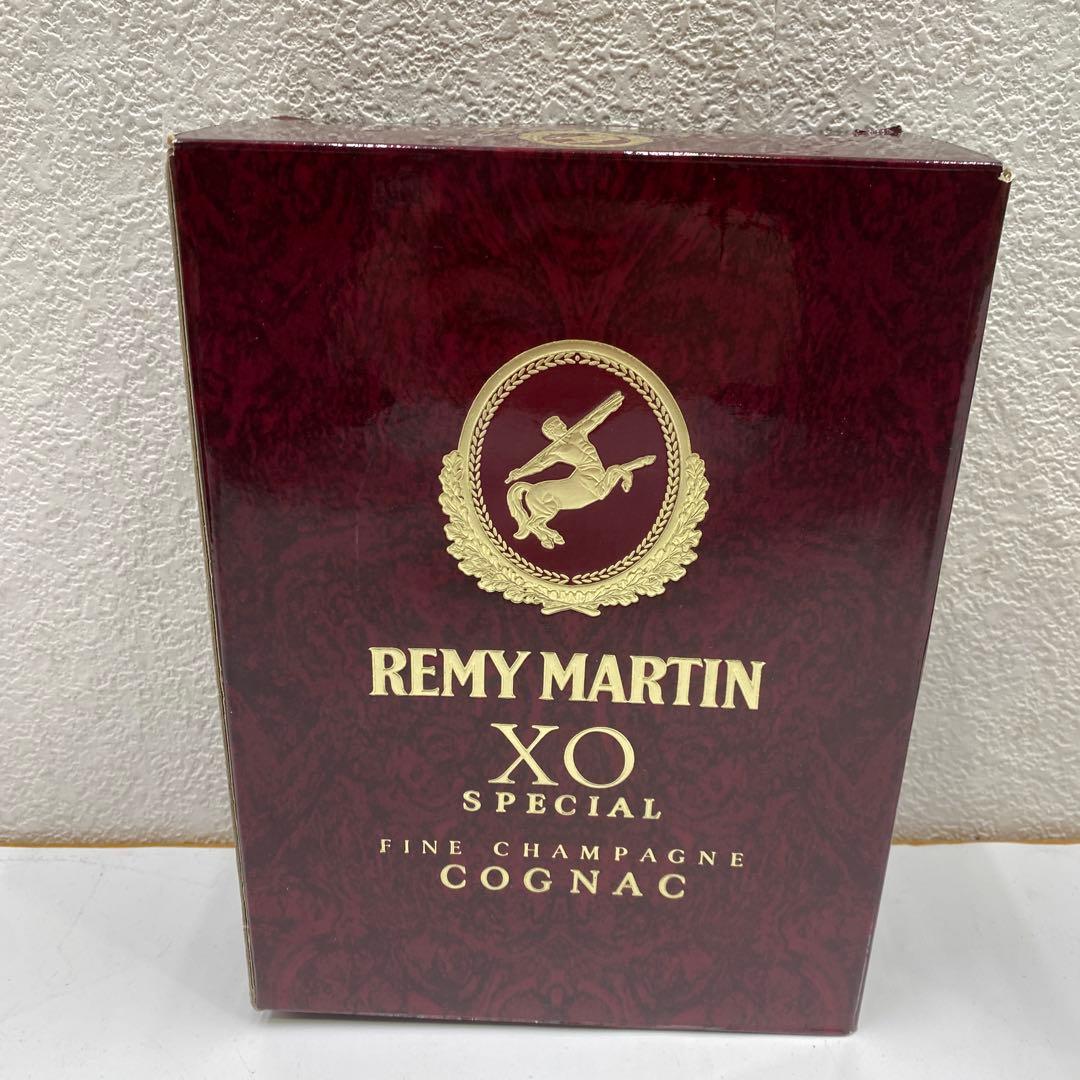 REMY MARTIN
XO
SPECIAL
FINE CHAMPAGNE
COGNAC